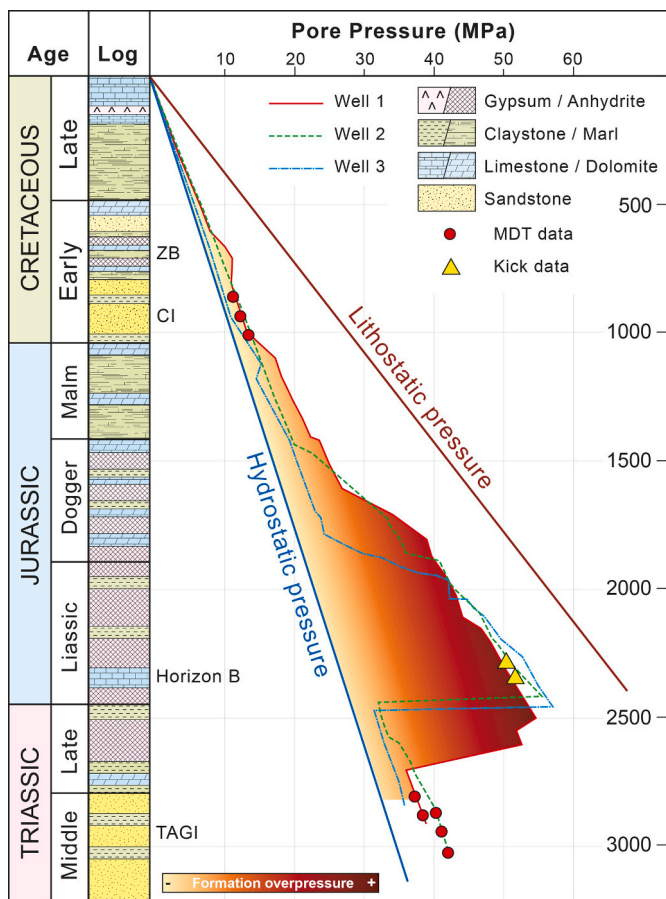 Pore Pressure (MPa)
Age
Log
10
20
30
40
50
60
Well 1
Well 2
Well 3
Gypsum / Anhydrite
Claystone / Marl
Limestone / Dolomite
Sandstone
MDT data
Kick data
CRETACEOUS
Late
Early
ZB
CI
JURASSIC
Malm
Dogger
Liassic
Horizon B
TRIASSIC
Late
Middle
TAGI
Lithostatic pressure
Hydrostatic pressure
500
1000
1500
2000
2500
3000
- Formation overpressure +